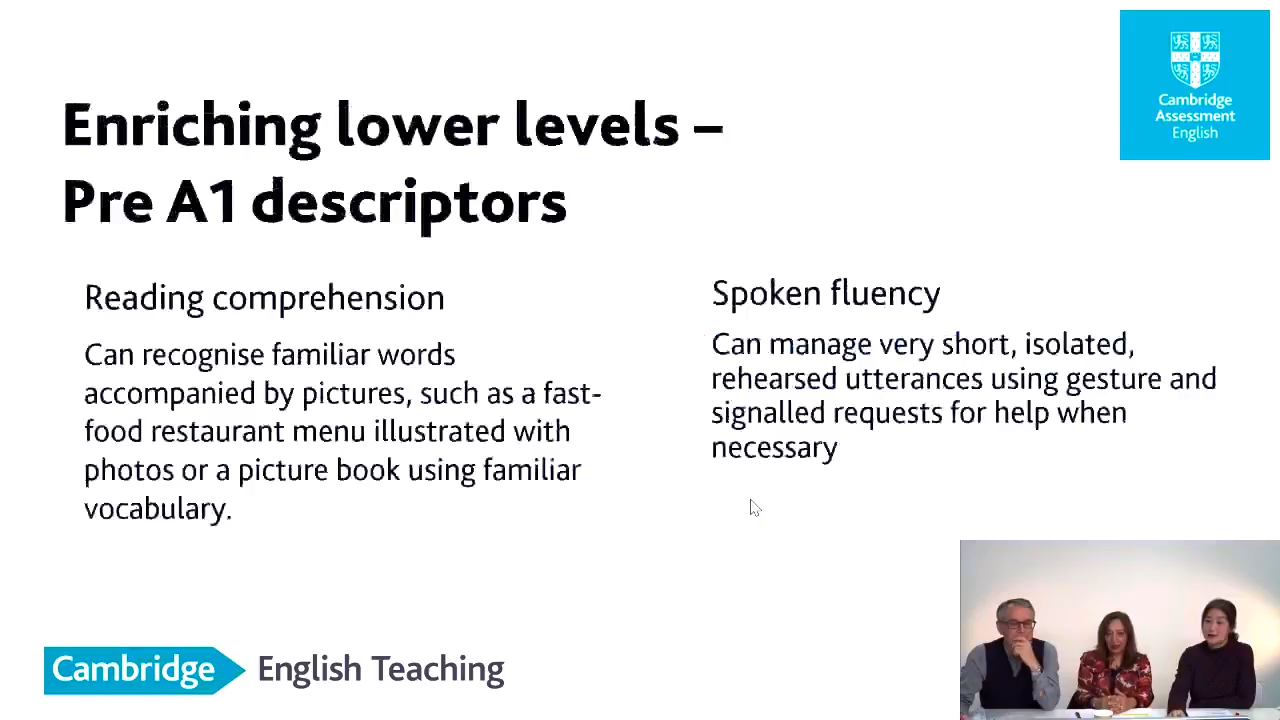 Cambridge
Assessment
English
Enriching lower levels –
Pre A1 descriptors
Reading comprehension
Can recognise familiar words
accompanied by pictures, such as a fast-
food restaurant menu illustrated with
photos or a picture book using familiar
vocabulary.
Spoken fluency
Can manage very short, isolated,
rehearsed utterances using gesture and
signalled requests for help when
necessary
Cambridge English Teaching